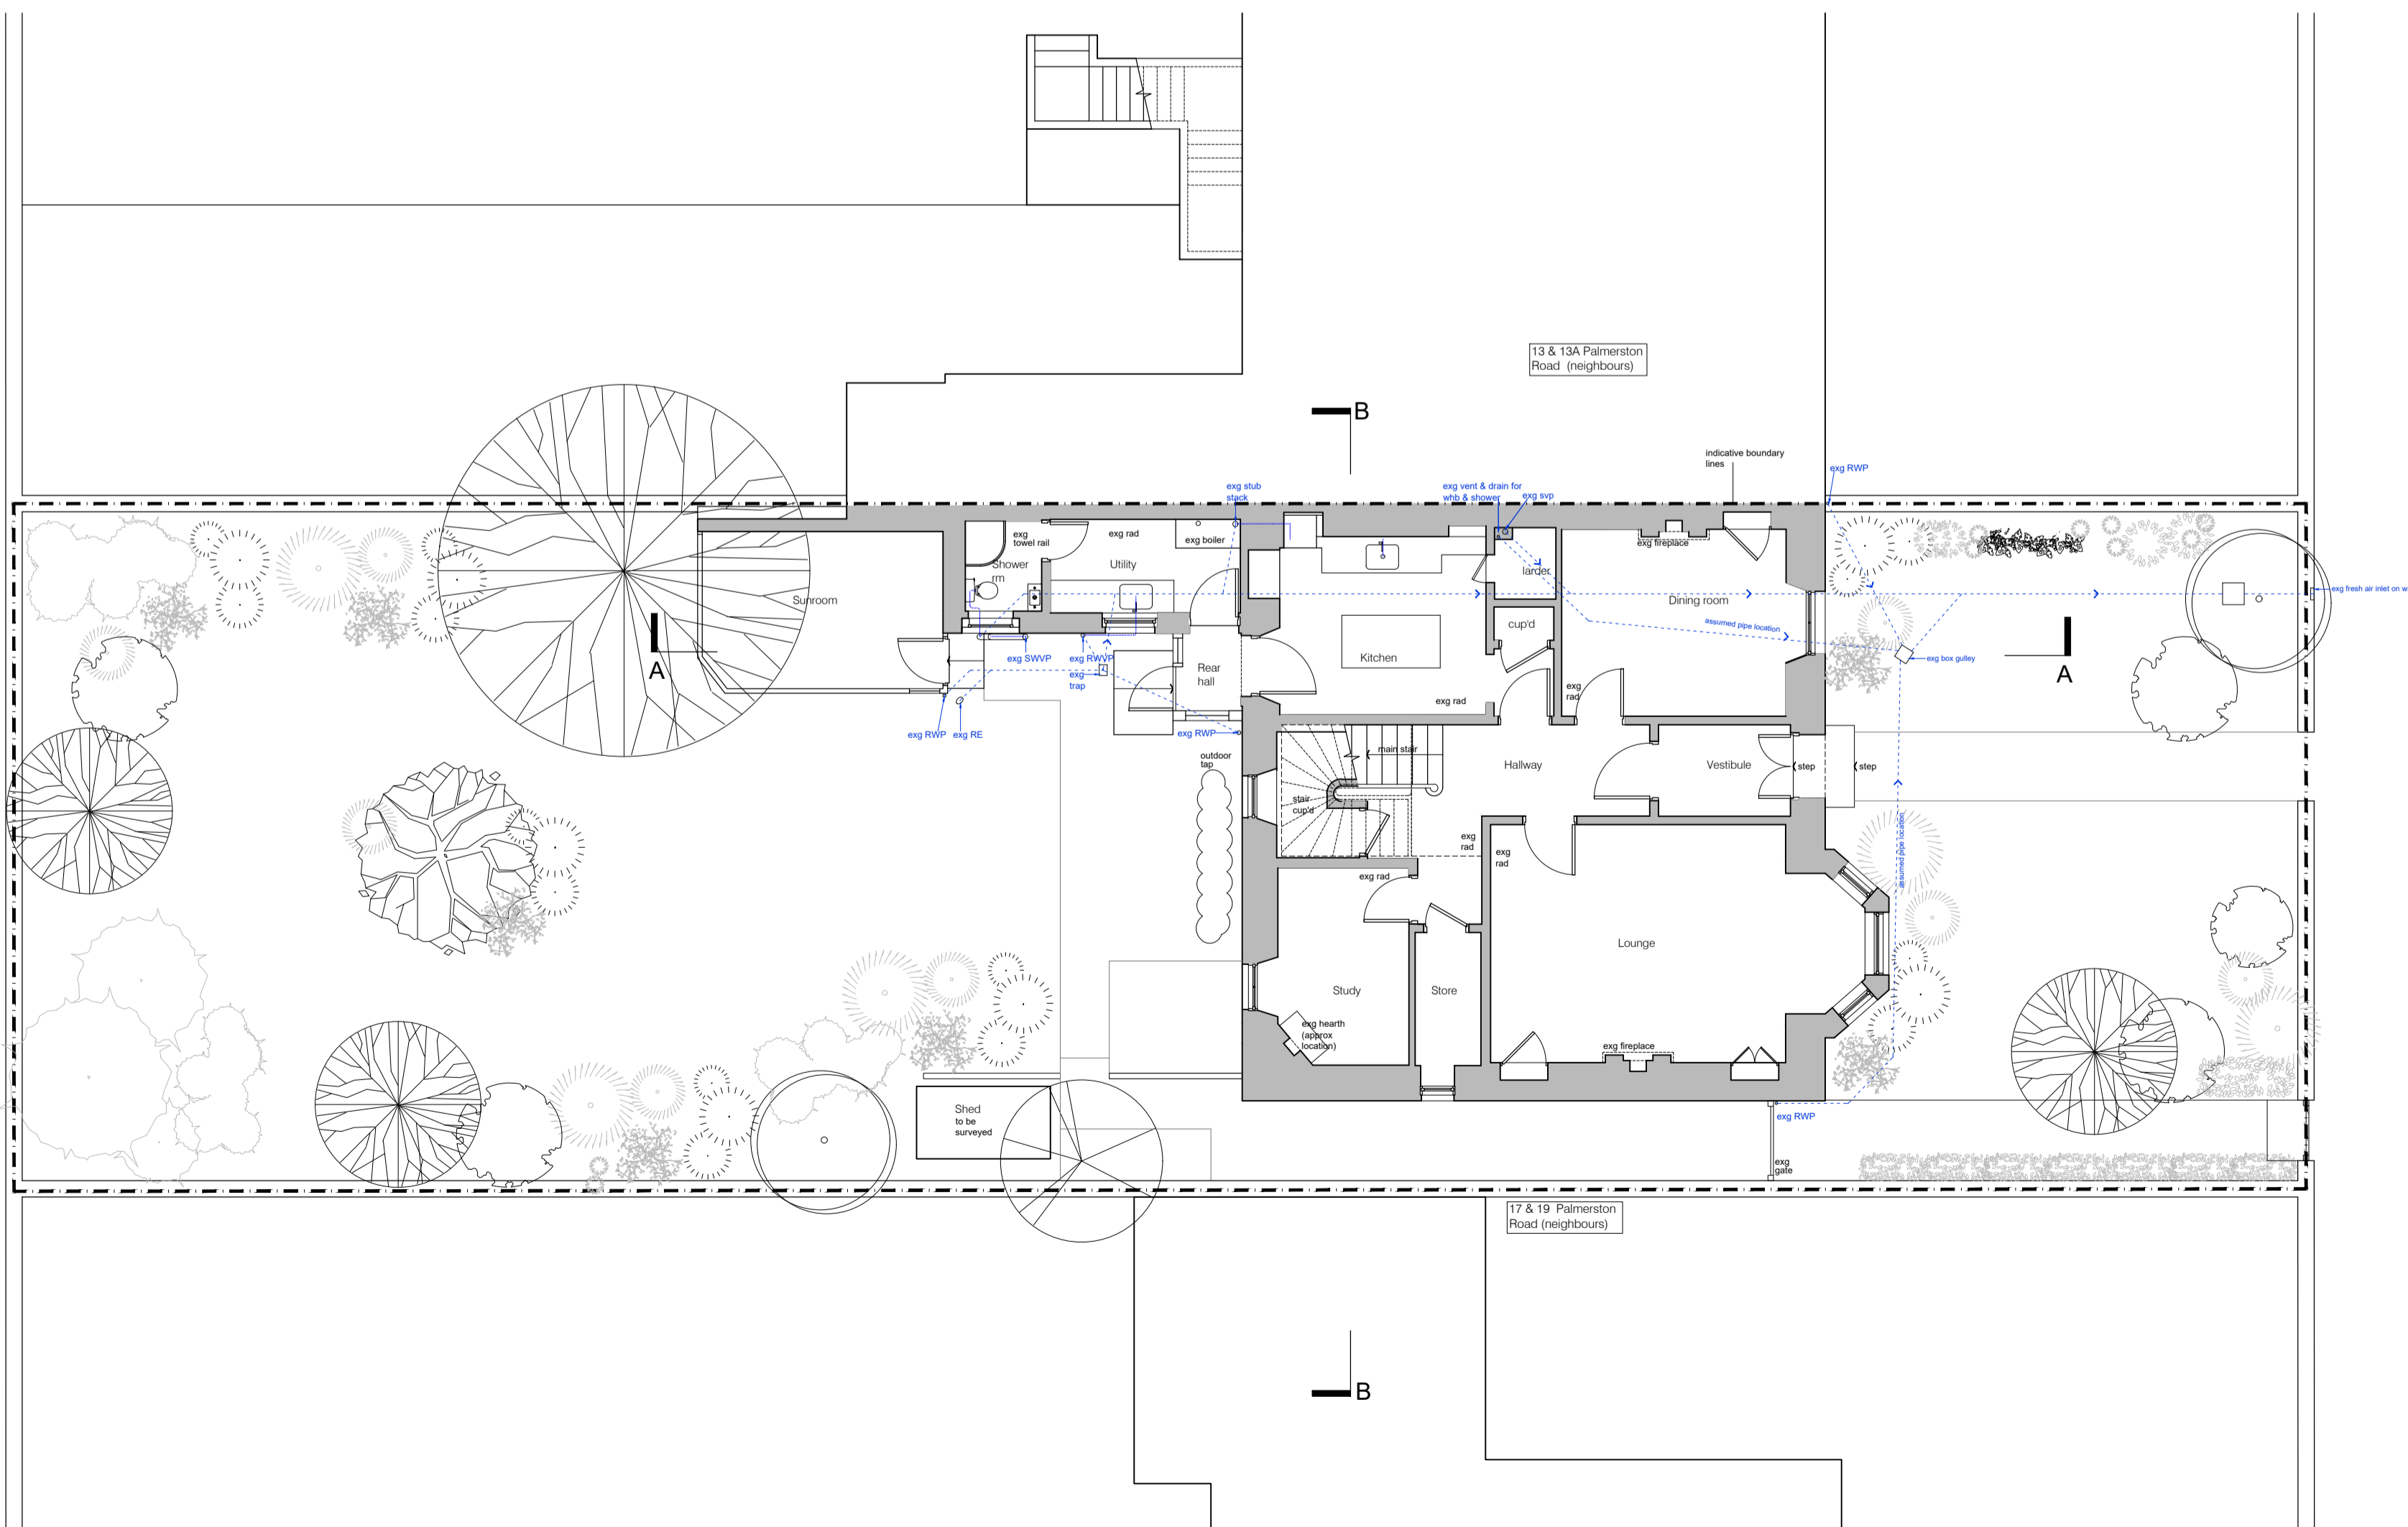 13 & 13A Palmerston
Road (neighbours)
B
indicative boundary
lines
exg RWP
exg stub
stack
exg vent & drain for
whb & shower
exg svp
exg
towel rail
exg rad
exg boiler
exg fireplace
Shower
rm
Utility
larder
Sunroom
Dining room
exg fresh air inlet on w
cup'd
assumed pipe location
Kitchen
exg SWVP
exg RWVP
exg box gulley
A
A
Rear
hall
exg
trap
exg
rad
exg rad
exg RWP
exg RE
exg RWP
outdoor
tap
main stair
Hallway
Vestibule
step
step
stair
cup'd
exg
rad
exg
rad
assumed pipe location
exg rad
Lounge
Study
Store
exg hearth
(approx
location)
exg fireplace
Shed
to be
surveyed
exg RWP
exg
gate
17 & 19 Palmerston
Road (neighbours)
B